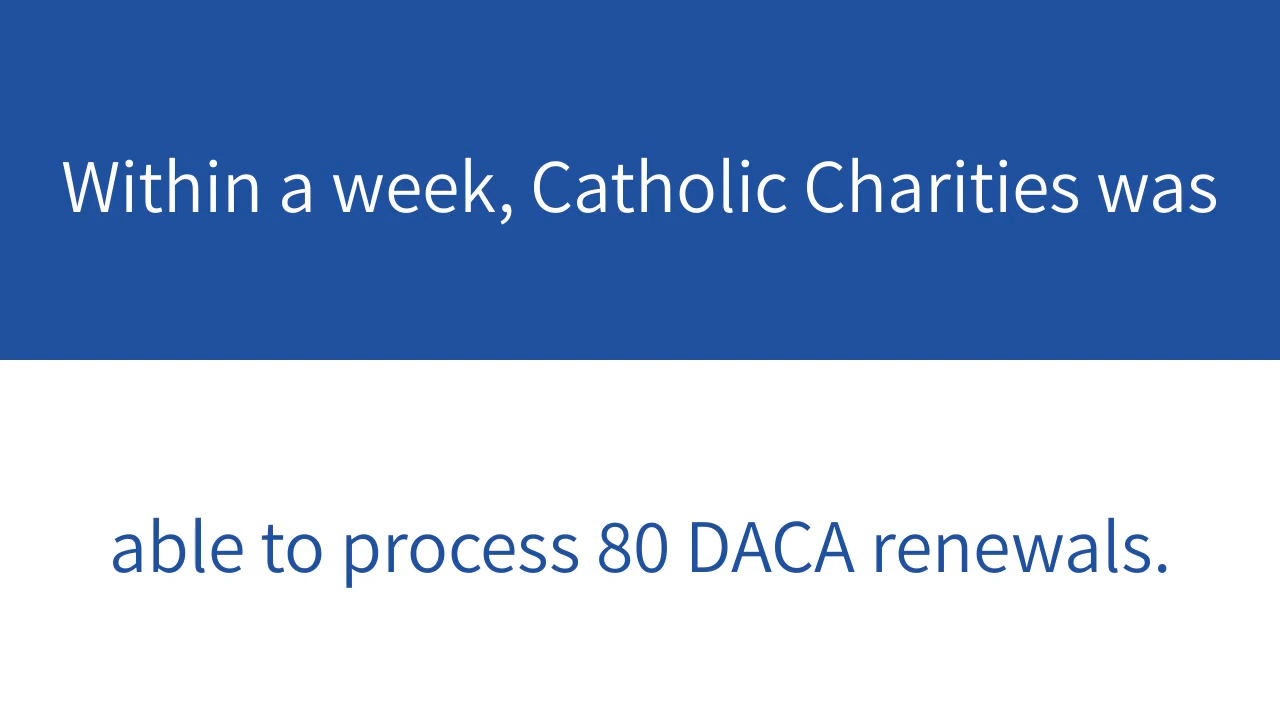 Within a week, Catholic Charities was
able to process 80 DACA renewals.